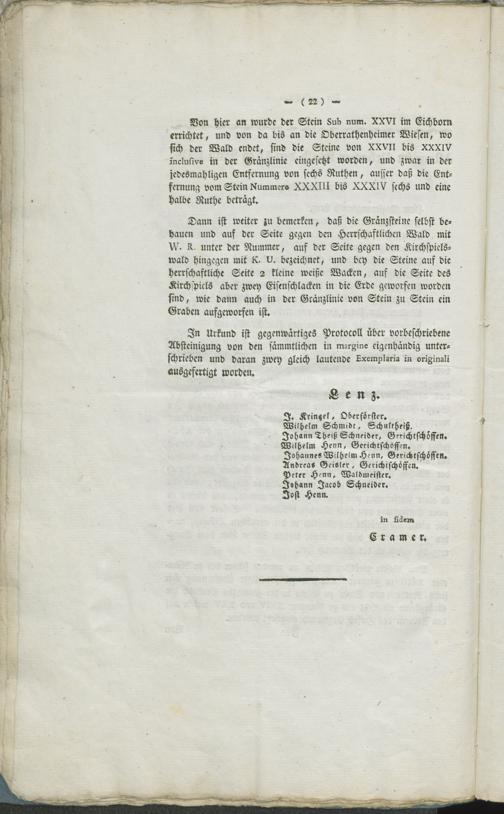 — (22) —
Von hier an wurde der Stein Sub num. XXVI im Eichborn
errichtet, und von da bis an die Oberrathenheimer Wiesen, wo
sich der Wald endet, sind die Steine von XXVII bis XXXIV
inclusive in der Gränzlinie eingesetzt worden, und zwar in der
jedesmahligen Entfernung von sechs Ruthen, ausser daß die Ent-
fernung vom Stein Nummero XXXIII bis XXXIV sechs und eine
halbe Ruthe beträgt.
Dann ist weiter zu bemerken, daß die Gränzsteine selbst be-
hauen und auf der Seite gegen den Herrschaftlichen Wald mit
W. R. unter der Nummer, auf der Seite gegen den Kirchspiels-
wald hingegen mit K. U. bezeichnet, und bey die Steine auf die
herrschaftliche Seite 2 kleine weiße Wacken, auf die Seite des
Kirchspiels aber zwey Eisenschlacken in die Erde geworfen worden
sind, wie dann auch in der Gränzlinie von Stein zu Stein ein
Graben aufgeworfen ist.
In Urkund ist gegenwärtiges Protocoll über vorbeschriebene
Absteinigung von den sämmtlichen in margine eigenhändig unter-
schrieben und daran zwey gleich lautende Exemplaria in originali
ausgefertigt worden.
Lenz.
J. Kringel, Oberförster.
Wilhelm Schmidt, Schultheiß.
Johann Theiß Schneider, Gerichtschöffen.
Wilhelm Henn, Gerichtschöffen.
Johannes Wilhelm Henn, Gerichtschöffen.
Andreas Geisler, Gerichtschöffen.
Peter Henn, Waldmeister.
Johann Jacob Schneider.
Jost Henn.
in fidem
Cramer.